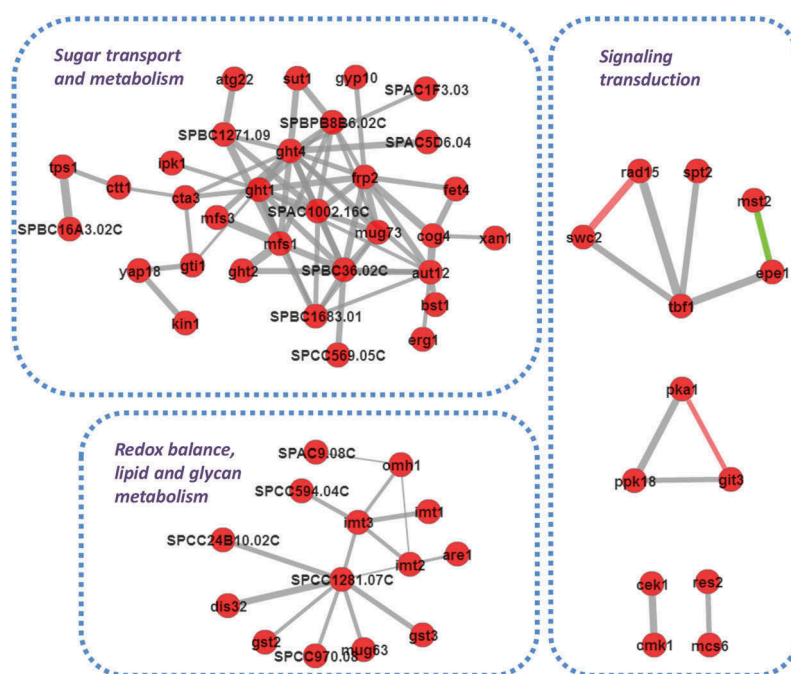 Sugar transport
and metabolism
atg22
sut1
gyp10
SPAC1F3.03
SPBC1271.09
SPBPB8B6.02C
SPAC5D6.04
tps1
ipk1
ght4
ctt1
cta3
ght1
frp2
fet4
SPBC16A3.02C
mfs3
SPAC1002.16C
mug73
cog4
xan1
mfs1
yap18
gti1
ght2
SPBC36.02C
aut12
kin1
SPBC1683.01
bst1
erg1
SPCC569.05C
Redox balance,
lipid and glycan
metabolism
SPAC9.08C
omh1
SPCC594.04C
imt3
imt1
SPCC24B10.02C
are1
imt2
SPCC1281.07C
dis32
gst2
SPCC970.08
mug63
gst3
Signaling
transduction
rad15
spt2
mst2
swc2
epe1
tbf1
pka1
ppk18
git3
cek1
res2
cmk1
mcs6